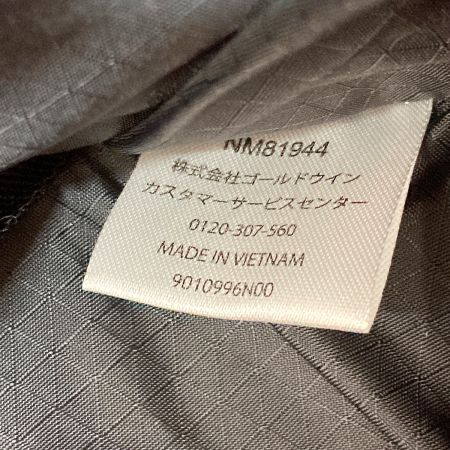 NM81944
株式会社ゴールドウイン
カスタマーサービスセンター
0120-307-560
MADE IN VIETNAM
9010996N00